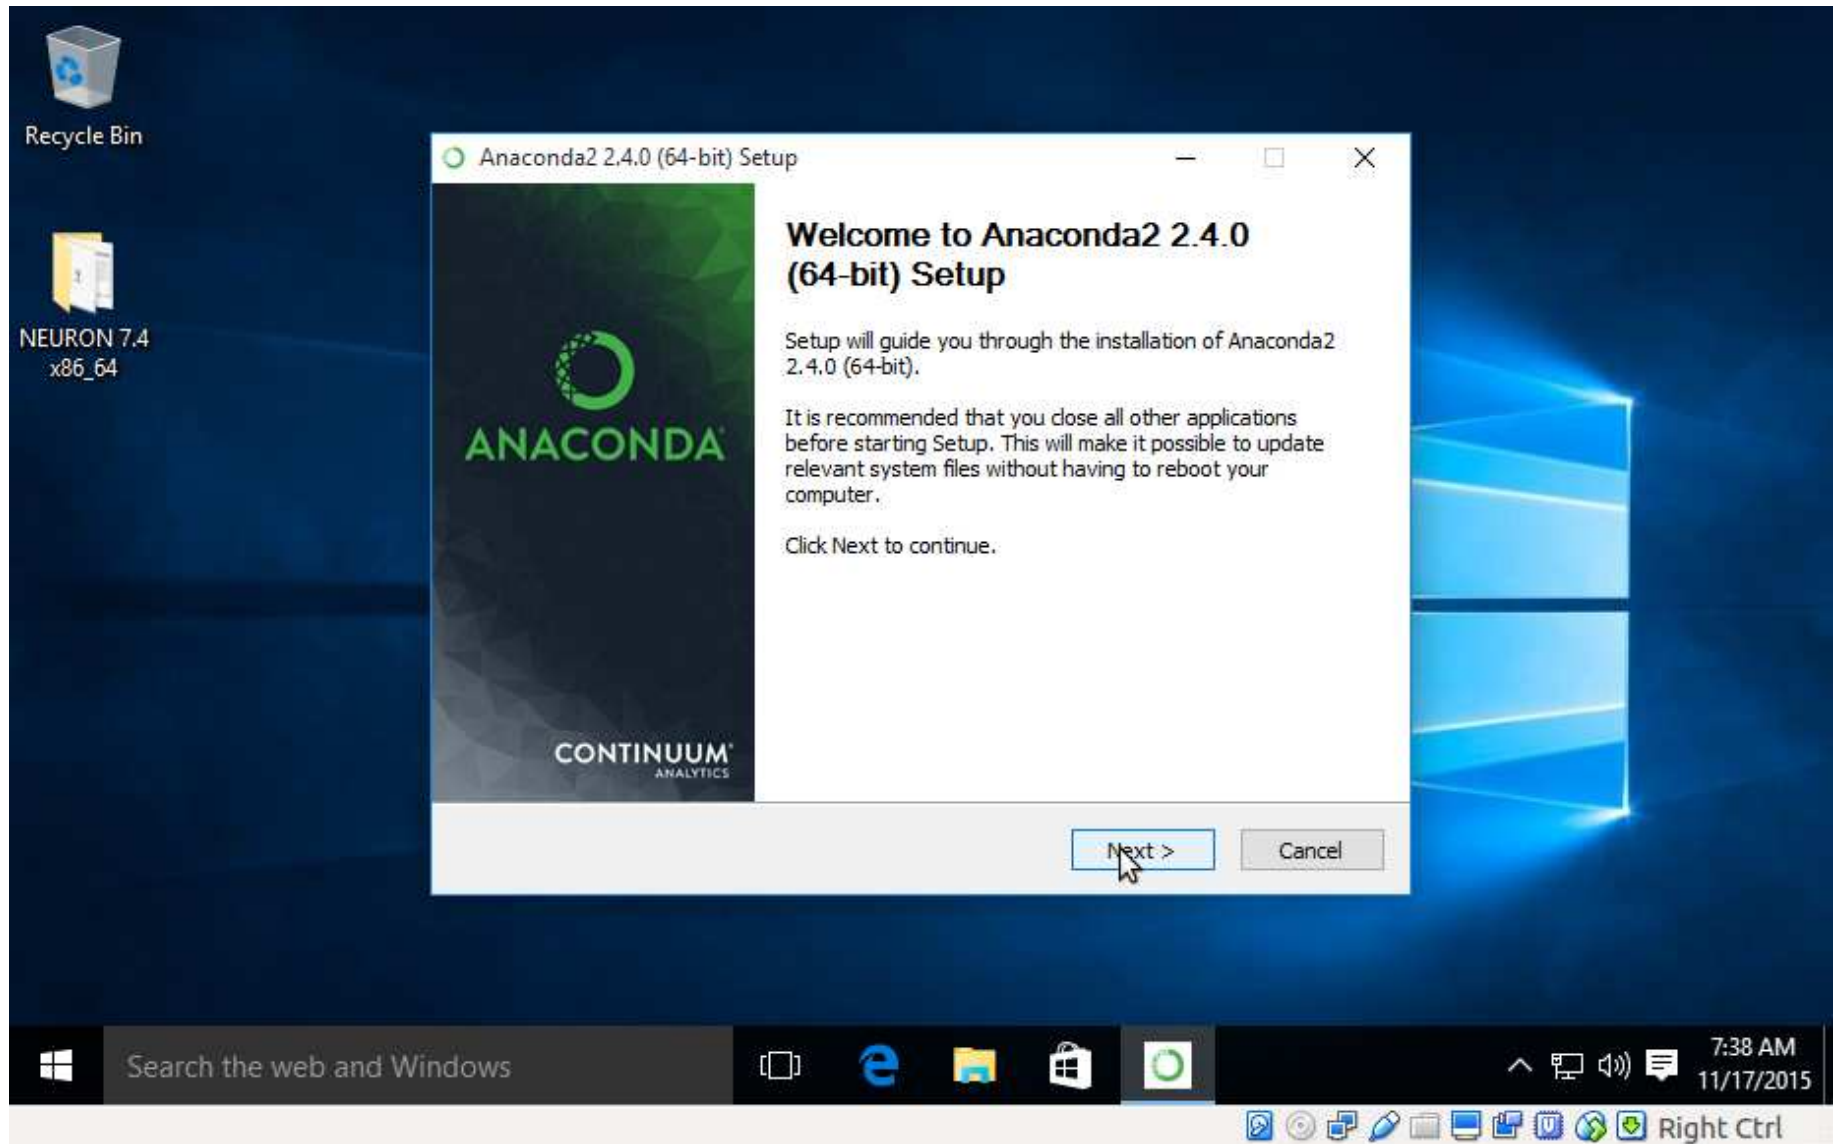 Recycle Bin
NEURON 7.4
x86_64
Anaconda2 2.4.0 (64-bit) Setup
Welcome to Anaconda2 2.4.0
(64-bit) Setup
Setup will guide you through the installation of Anaconda2
2.4.0 (64-bit).
It is recommended that you close all other applications
before starting Setup. This will make it possible to update
relevant system files without having to reboot your
computer.
Click Next to continue.
ANACONDA
CONTINUUM®
ANALYTICS
Next >
Cancel
Search the web and Windows
7:38 AM
11/17/2015
Right Ctrl